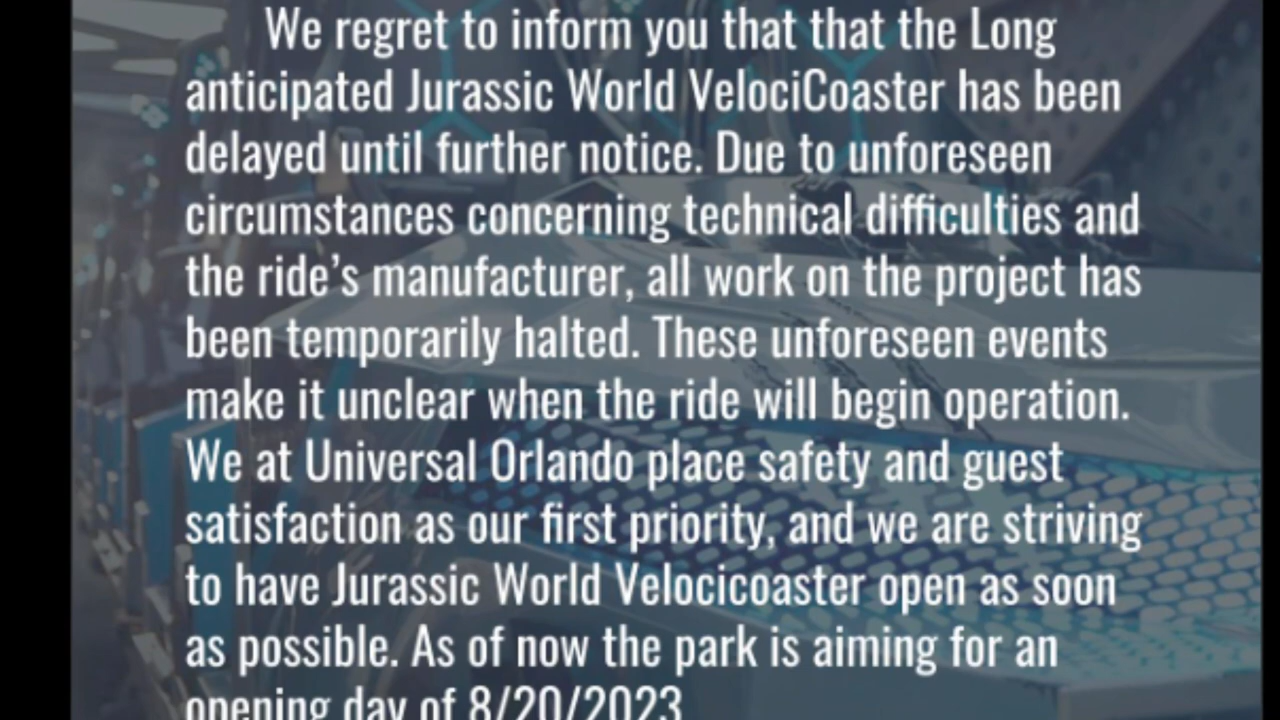 We regret to inform you that that the Long
anticipated Jurassic World VelociCoaster has been
delayed until further notice. Due to unforeseen
circumstances concerning technical difficulties and
the ride's manufacturer, all work on the project has
been temporarily halted. These unforeseen events
make it unclear when the ride will begin operation.
We at Universal Orlando place safety and guest
satisfaction as our first priority, and we are striving
to have Jurassic World Velocicoaster open as soon
as possible. As of now the park is aiming for an
opening day of 8/20/2023